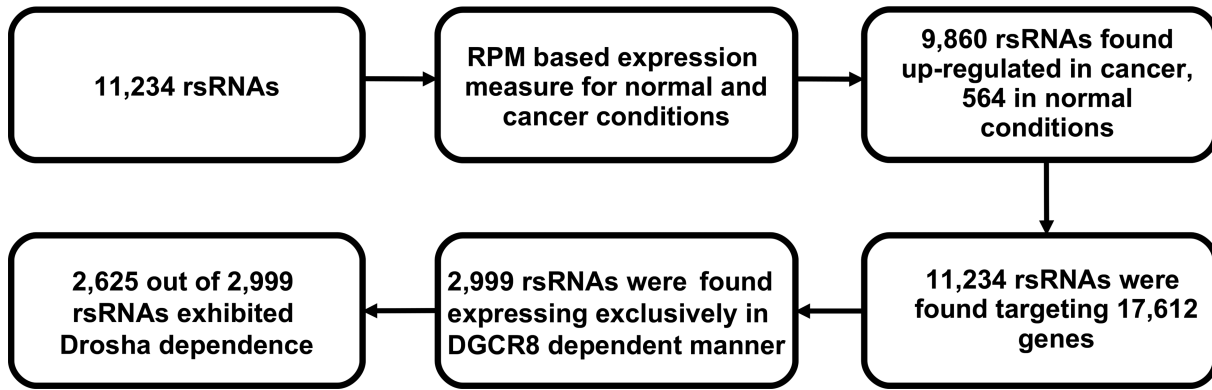 11,234 rsRNAs
RPM based expression
measure for normal and
cancer conditions
9,860 rsRNAs found
up-regulated in cancer,
564 in normal
conditions
11,234 rsRNAs were
found targeting 17,612
genes
2,999 rsRNAs were found
expressing exclusively in
DGCR8 dependent manner
2,625 out of 2,999
rsRNAs exhibited
Drosha dependence